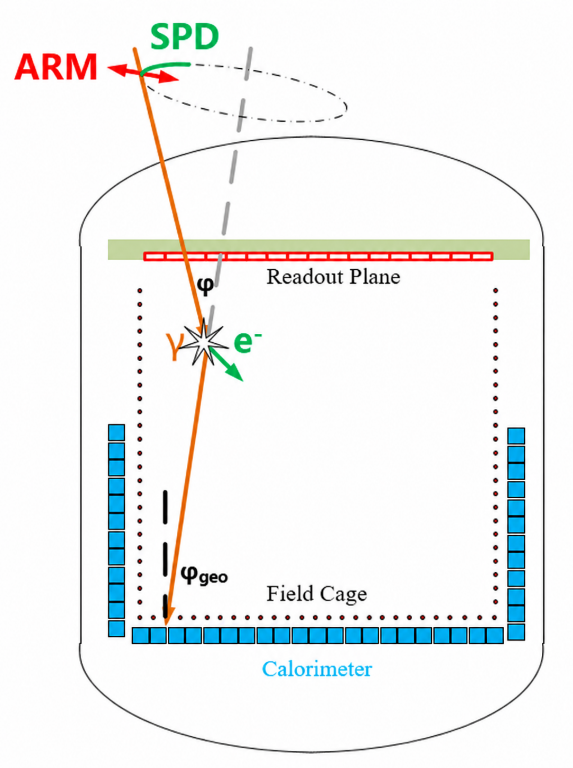 SPD
ARM
Readout Plane
φ
γ
e⁻
φgeo
Field Cage
Calorimeter